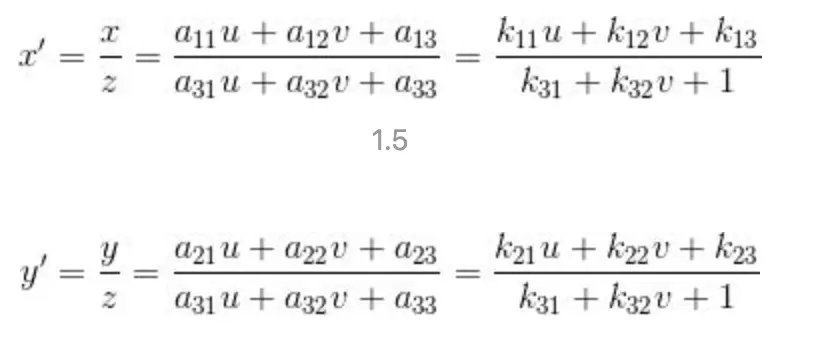 x′ = x/z = (a₁₁u + a₁₂v + a₁₃)/(a₃₁u + a₃₂v + a₃₃) = (k₁₁u + k₁₂v + k₁₃)/(k₃₁ + k₃₂v + 1)
1.5
y′ = y/z = (a₂₁u + a₂₂v + a₂₃)/(a₃₁u + a₃₂v + a₃₃) = (k₂₁u + k₂₂v + k₂₃)/(k₃₁ + k₃₂v + 1)